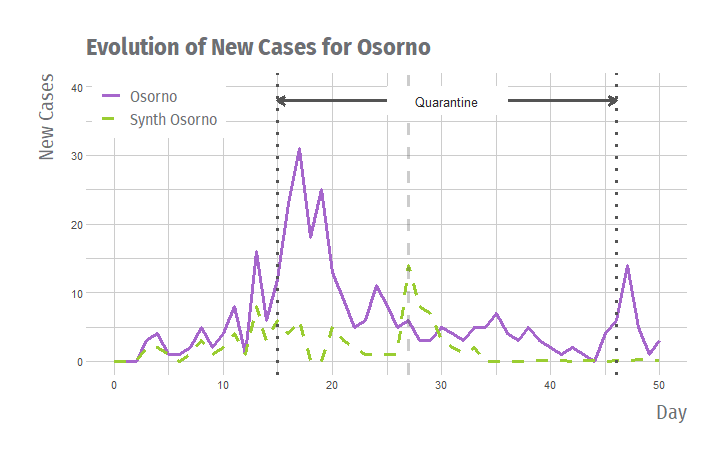 Evolution of New Cases for Osorno
New Cases
Osorno
Synth Osorno
Quarantine
40
30
20
10
0
0 10 20 30 40 50
Day